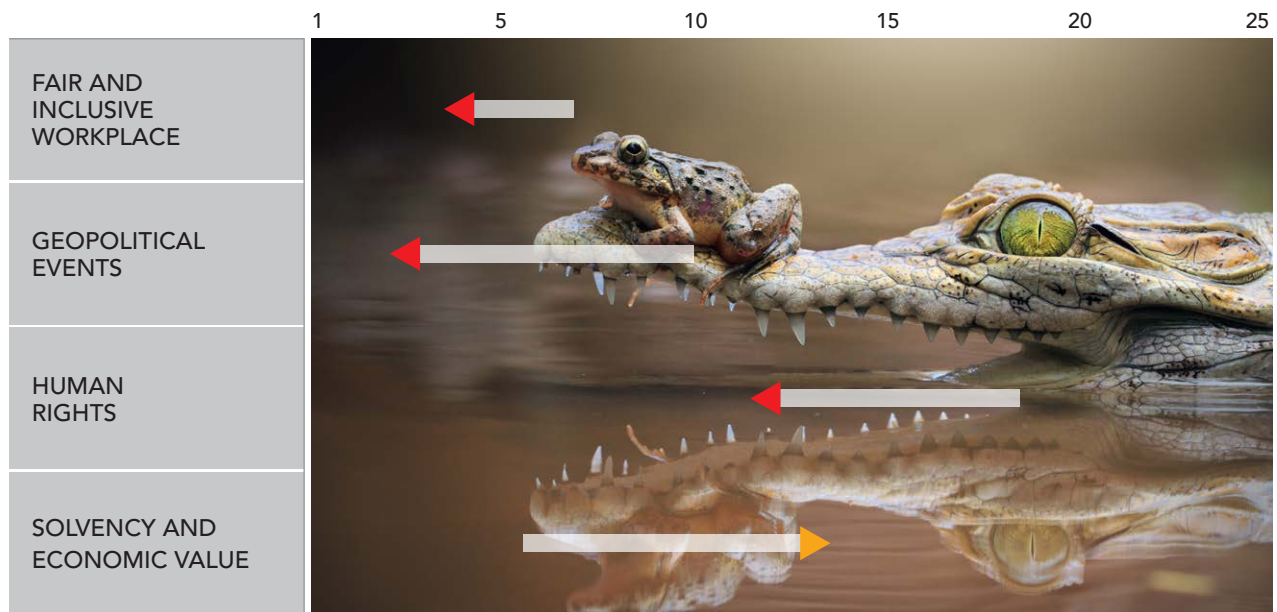 1 5 10 15 20 25
FAIR AND
INCLUSIVE
WORKPLACE
GEOPOLITICAL
EVENTS
HUMAN
RIGHTS
SOLVENCY AND
ECONOMIC VALUE